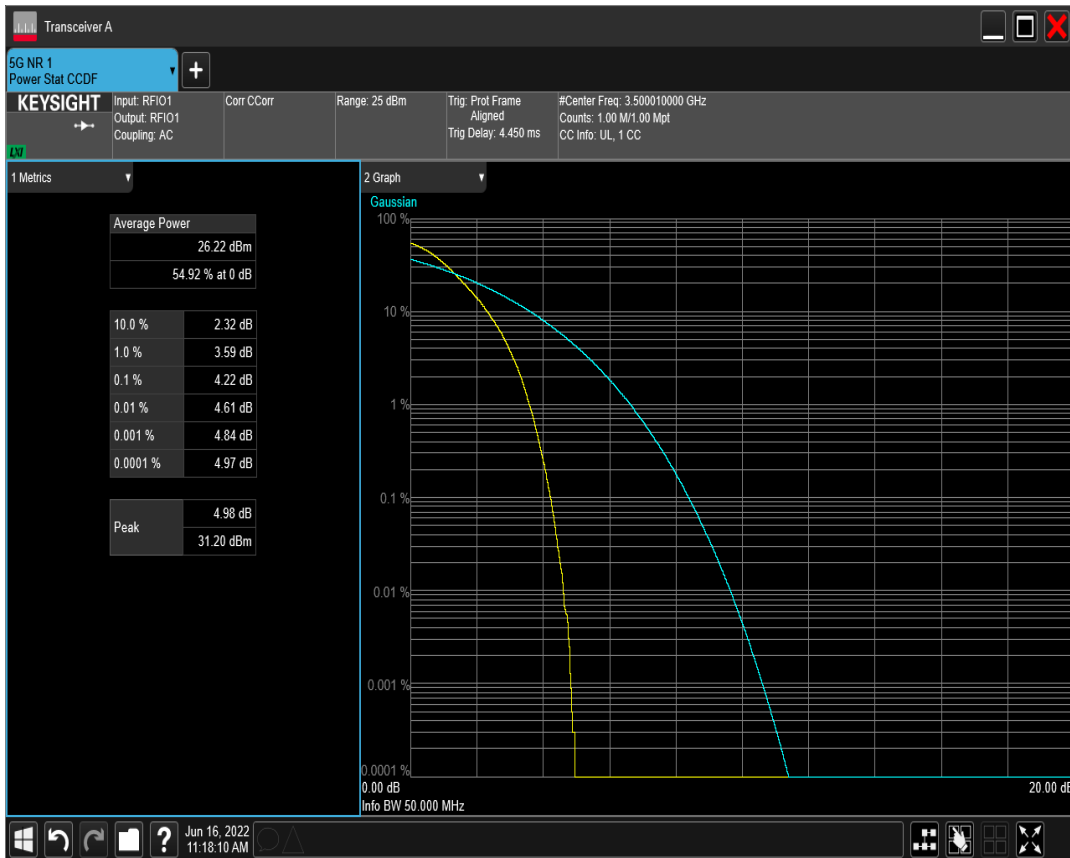 Transceiver A
5G NR 1
Power Stat CCDF
+
KEYSIGHT
LXI
Input: RFIO1
Output: RFIO1
Coupling: AC
Corr CCorr
Range: 25 dBm
Trig: Prot Frame
Aligned
Trig Delay: 4.450 ms
#Center Freq: 3.500010000 GHz
Counts: 1.00 M/1.00 Mpt
CC Info: UL, 1 CC
1 Metrics
Average Power
26.22 dBm
54.92 % at 0 dB
10.0 % 2.32 dB
1.0 % 3.59 dB
0.1 % 4.22 dB
0.01 % 4.61 dB
0.001 % 4.84 dB
0.0001 % 4.97 dB
Peak
4.98 dB
31.20 dBm
2 Graph
Gaussian
100 %
10 %
1 %
0.1 %
0.01 %
0.001 %
0.0001 %
0.00 dB 20.00 dB
Info BW 50.000 MHz
? Jun 16, 2022
11:18:10 AM